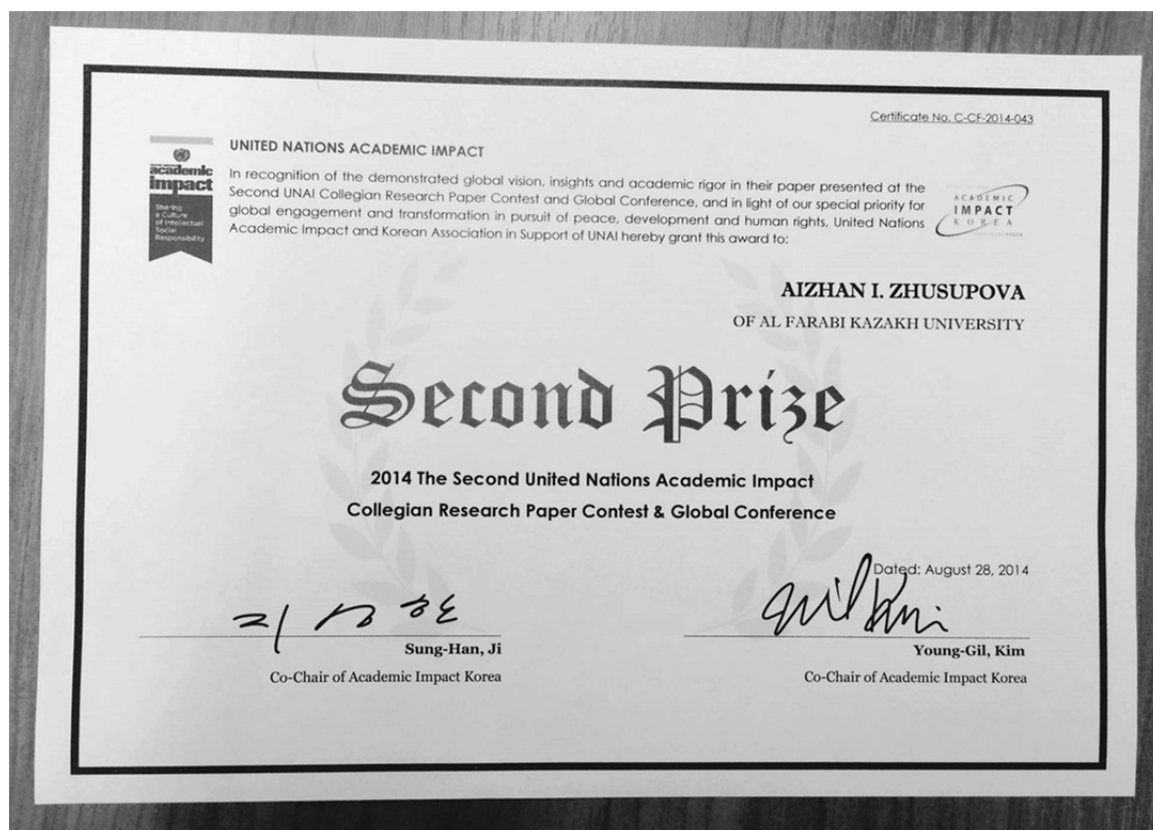 Certificate No. C-CF-2014-043
academic
impact
Sharing
a Culture
of Intellectual
Social
Responsibility
UNITED NATIONS ACADEMIC IMPACT
In recognition of the demonstrated global vision, insights and academic rigor in their paper presented at the
Second UNAI Collegian Research Paper Contest and Global Conference, and in light of our special priority for
global engagement and transformation in pursuit of peace, development and human rights, United Nations
Academic Impact and Korean Association in Support of UNAI hereby grant this award to:
ACADEMIC
IMPACT
KOREA
AIZHAN I. ZHUSUPOVA
OF AL FARABI KAZAKH UNIVERSITY
Second Prize
2014 The Second United Nations Academic Impact
Collegian Research Paper Contest & Global Conference
Dated: August 28, 2014
지성한
Sung-Han, Ji
Co-Chair of Academic Impact Korea
Young-Gil, Kim
Co-Chair of Academic Impact Korea